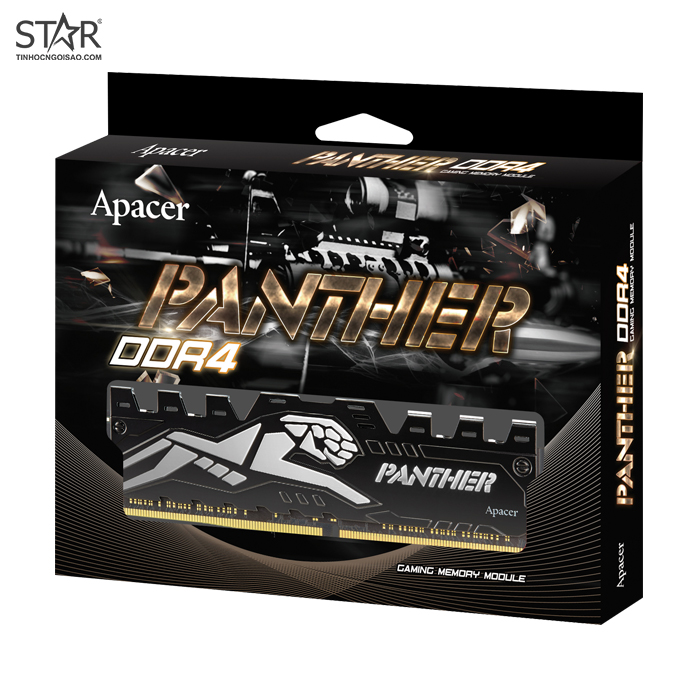 STAR®
TINHOCNGOISAO.COM
Apacer
PANTHER DDR4
GAMING MEMORY MODULE
Apacer
PANTHER
DDR4
PANTHER
Apacer
GAMING MEMORY MODULE
PANTHER DDR4
GAMING MEMORY MODULE
Apacer